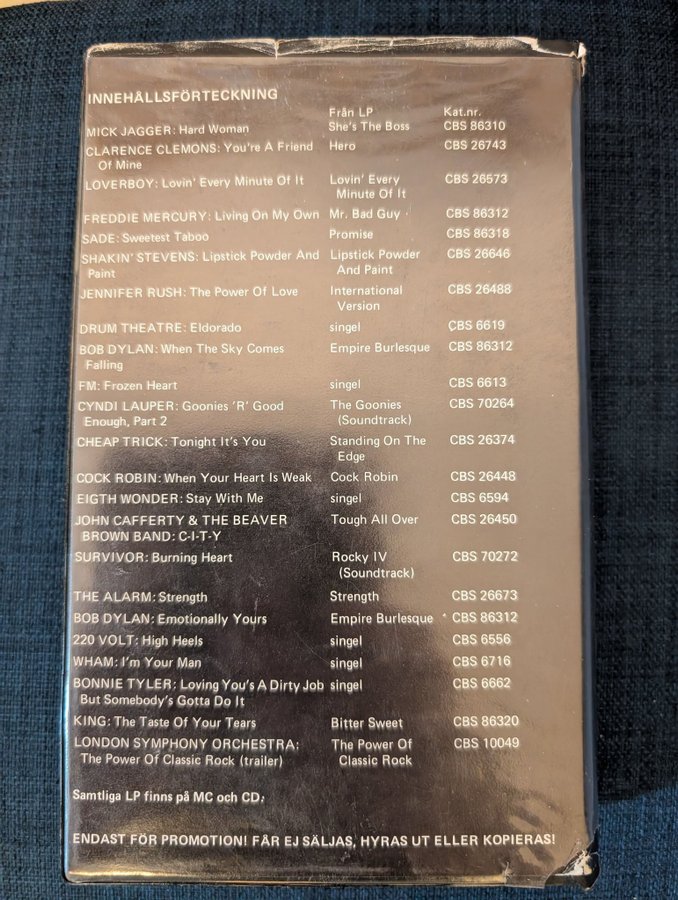 INNEHÅLLSFÖRTECKNING
Från LP Kat.nr.
MICK JAGGER: Hard Woman She's The Boss CBS 86310
CLARENCE CLEMONS: You're A Friend Hero CBS 26743
Of Mine
LOVERBOY: Lovin' Every Minute Of It Lovin' Every CBS 26573
Minute Of It
FREDDIE MERCURY: Living On My Own Mr. Bad Guy CBS 86312
SADE: Sweetest Taboo Promise CBS 86318
SHAKIN' STEVENS: Lipstick Powder And Lipstick Powder CBS 26646
Paint And Paint
JENNIFER RUSH: The Power Of Love International CBS 26488
Version
DRUM THEATRE: Eldorado singel CBS 6619
BOB DYLAN: When The Sky Comes Empire Burlesque CBS 86312
Falling
FM: Frozen Heart singel CBS 6613
CYNDI LAUPER: Goonies 'R' Good The Goonies CBS 70264
Enough, Part 2 (Soundtrack)
CHEAP TRICK: Tonight It's You Standing On The CBS 26374
Edge
COCK ROBIN: When Your Heart Is Weak Cock Robin CBS 26448
EIGTH WONDER: Stay With Me singel CBS 6594
JOHN CAFFERTY & THE BEAVER Tough All Over CBS 26450
BROWN BAND: C-I-T-Y
SURVIVOR: Burning Heart Rocky IV CBS 70272
(Soundtrack)
THE ALARM: Strength Strength CBS 26673
BOB DYLAN: Emotionally Yours Empire Burlesque CBS 86312
220 VOLT: High Heels singel CBS 6556
WHAM: I'm Your Man singel CBS 6716
BONNIE TYLER: Loving You's A Dirty Job singel CBS 6662
But Somebody's Gotta Do It
KING: The Taste Of Your Tears Bitter Sweet CBS 86320
LONDON SYMPHONY ORCHESTRA: The Power Of CBS 10049
The Power Of Classic Rock (trailer) Classic Rock
Samtliga LP finns på MC och CD.
ENDAST FÖR PROMOTION! FÅR EJ SÄLJAS, HYRAS UT ELLER KOPIERAS!